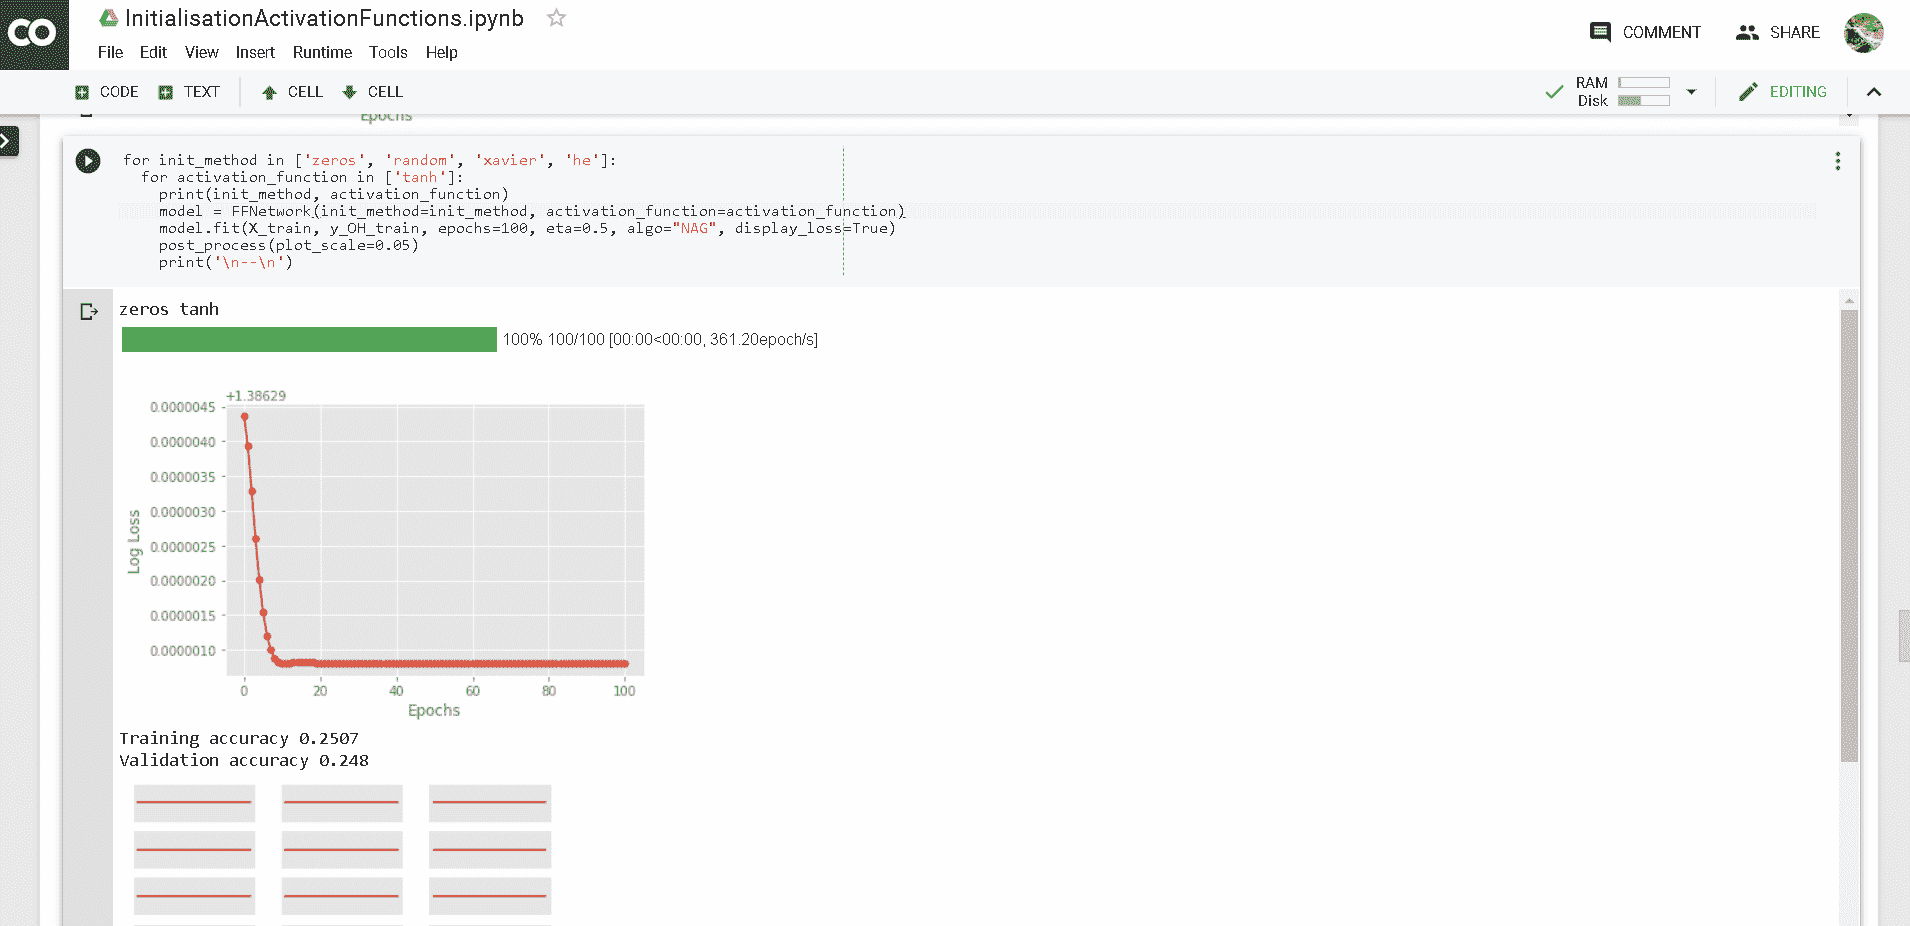 InitialisationActivationFunctions.ipynb
File Edit View Insert Runtime Tools Help
COMMENT SHARE
CODE TEXT CELL CELL
RAM
Disk
EDITING
Epochs
for init_method in ['zeros', 'random', 'xavier', 'he']:
  for activation_function in ['tanh']:
    print(init_method, activation_function)
    model = FFNetwork(init_method=init_method, activation_function=activation_function)
    model.fit(X_train, y_OH_train, epochs=100, eta=0.5, algo="NAG", display_loss=True)
    post_process(plot_scale=0.05)
    print('\n--\n')
zeros tanh
100% 100/100 [00:00<00:00, 361.20epoch/s]
+1.38629
0.0000045
0.0000040
0.0000035
0.0000030
0.0000025
0.0000020
0.0000015
0.0000010
Log Loss
0 20 40 60 80 100
Epochs
Training accuracy 0.2507
Validation accuracy 0.248